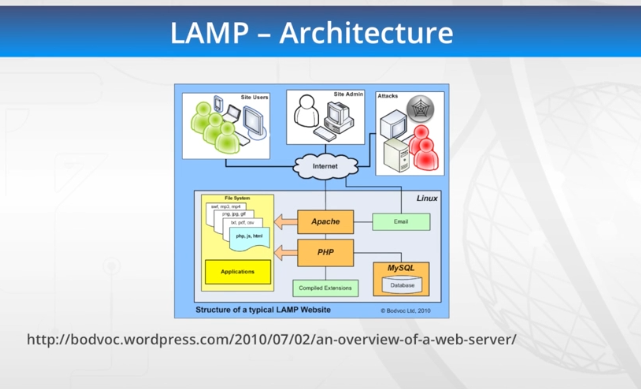 LAMP – Architecture
Site Users
Site Admin
Attacks
Internet
Linux
File System
swf, mp3, mp4
png, jpg, gif
txt, pdf, css
php, js, html
Applications
Apache
Email
PHP
MySQL
Database
Compiled Extensions
Structure of a typical LAMP Website
© Bodvoc Ltd, 2010
http://bodvoc.wordpress.com/2010/07/02/an-overview-of-a-web-server/